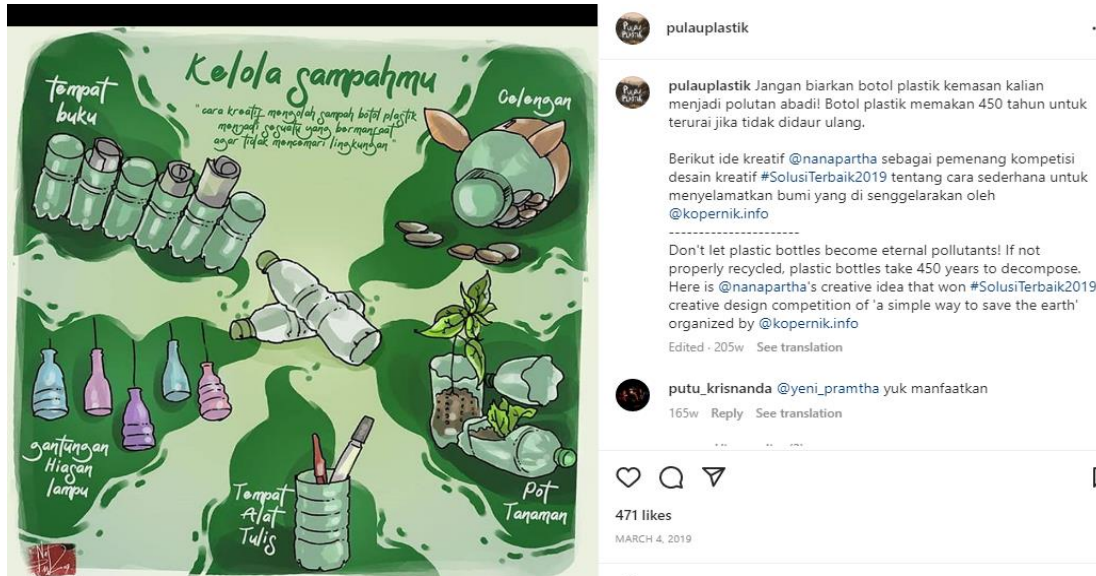 Kelola sampahmu
" cara kreatif mengolah sampah botol plastik
menjadi sesuatu yang bermanfaat
agar tidak mencemari lingkungan "
tempat
buku
Celengan
gantungan
Hiasan
lampu
Tempat
Alat
Tulis
Pot
Tanaman
pulauplastik
pulauplastik Jangan biarkan botol plastik kemasan kalian
menjadi polutan abadi! Botol plastik memakan 450 tahun untuk
terurai jika tidak didaur ulang.
Berikut ide kreatif @nanapartha sebagai pemenang kompetisi
desain kreatif #SolusiTerbaik2019 tentang cara sederhana untuk
menyelamatkan bumi yang di senggelarakan oleh
@kopernik.info
----------------------
Don't let plastic bottles become eternal pollutants! If not
properly recycled, plastic bottles take 450 years to decompose.
Here is @nanapartha's creative idea that won #SolusiTerbaik2019
creative design competition of 'a simple way to save the earth'
organized by @kopernik.info
Edited · 205w See translation
putu_krisnanda @yeni_pramtha yuk manfaatkan
165w Reply See translation
471 likes
MARCH 4, 2019